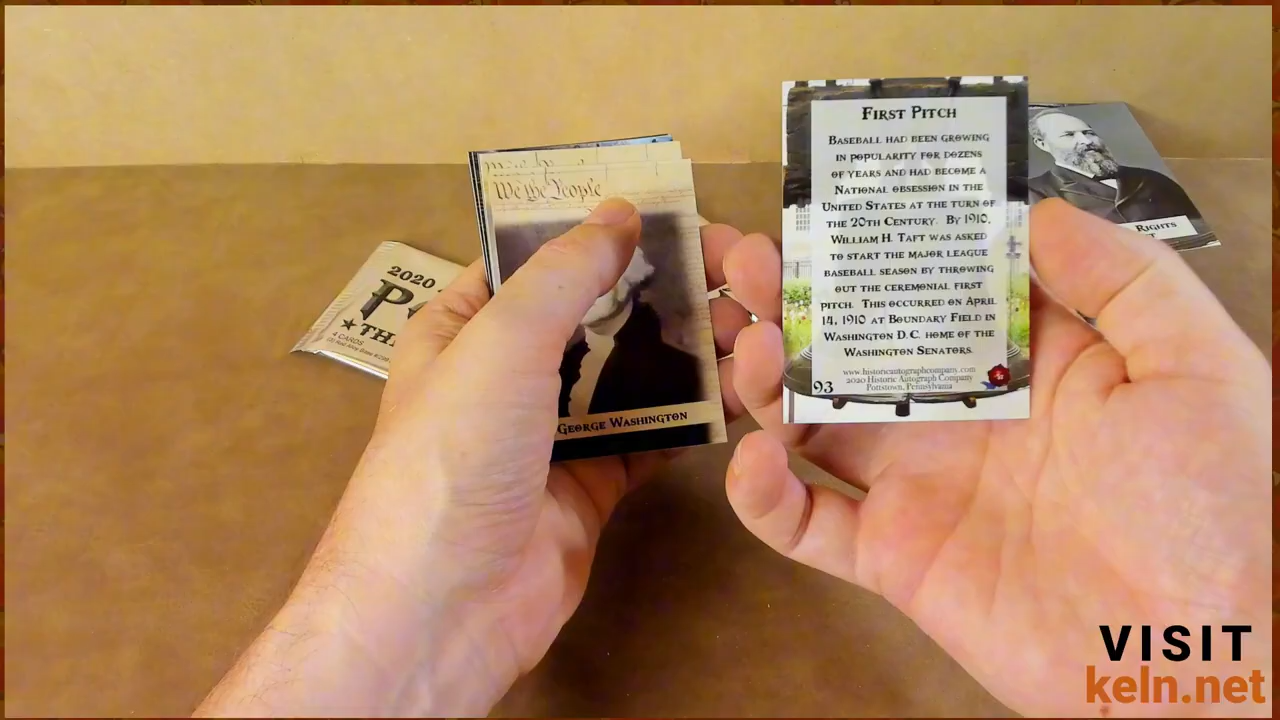 First Pitch
Baseball had been growing
in popularity for dozens
of years and had become a
National obsession in the
United States at the turn of
the 20th Century. By 1910,
William H. Taft was asked
to start the major league
baseball season by throwing
out the ceremonial first
pitch. This occurred on April
14, 1910 at Boundary Field in
Washington D.C. home of the
Washington Senators.
www.historicautographcompany.com
2020 Historic Autograph Company
Pottstown, Pennsylvania
93
We the People
George Washington
2020
4 CARDS
Rights
VISIT
keln.net